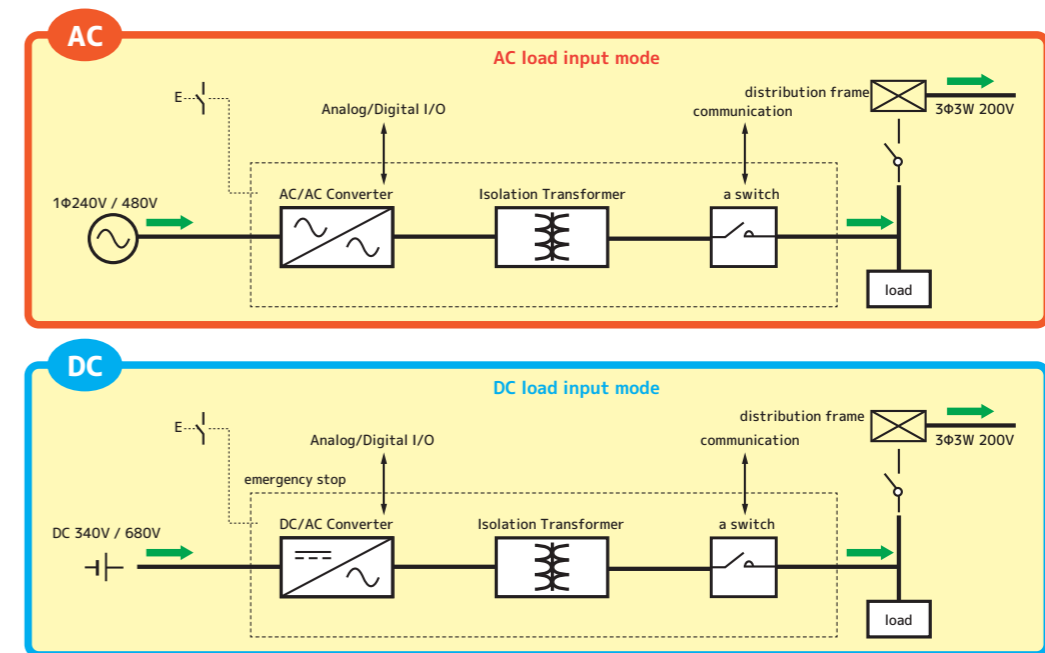 AC
AC load input mode
E
Analog/Digital I/O
distribution frame
communication
3Φ3W 200V
1Φ240V / 480V
AC/AC Converter
Isolation Transformer
a switch
load
DC
DC load input mode
E
Analog/Digital I/O
distribution frame
communication
3Φ3W 200V
emergency stop
DC 340V / 680V
DC/AC Converter
Isolation Transformer
a switch
load